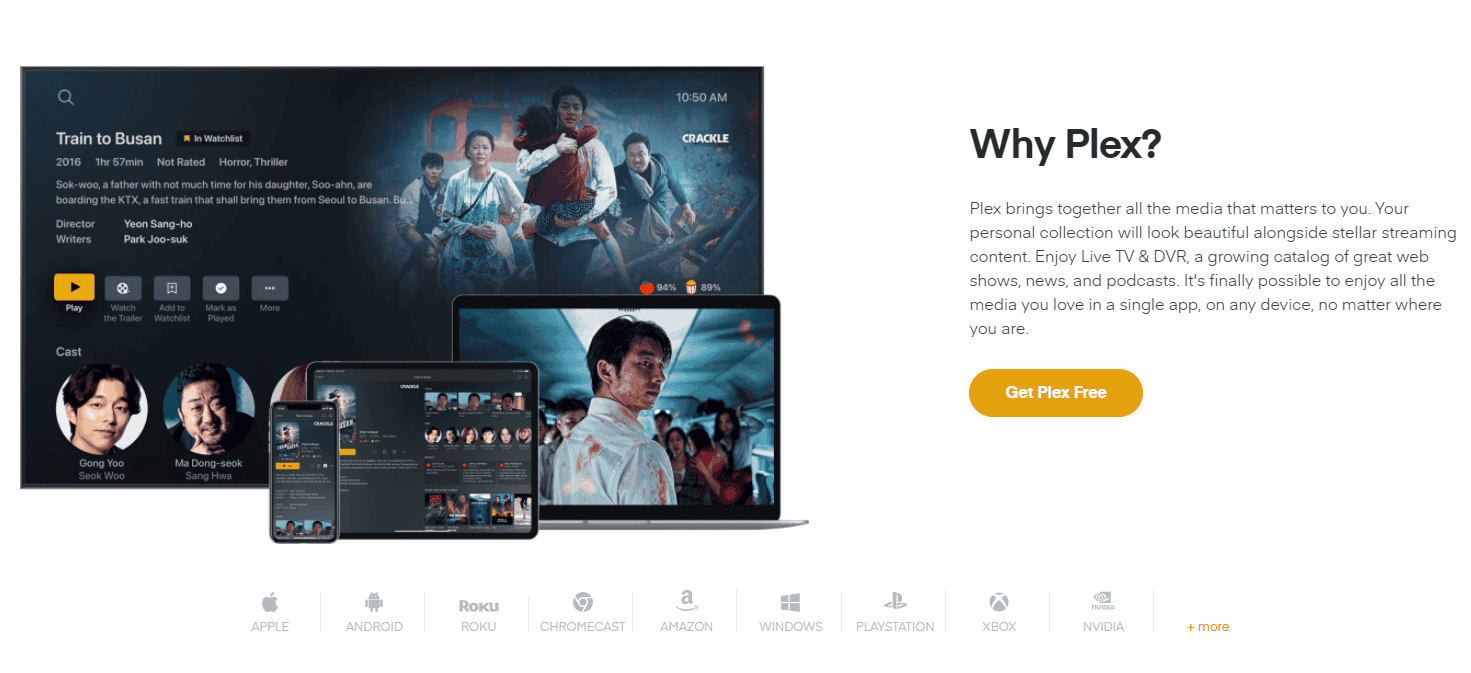 10:50 AM
Train to Busan
In Watchlist
CRACKLE
2016 1hr 57min Not Rated Horror, Thriller
Sok-woo, a father with not much time for his daughter, Soo-ahn, are
boarding the KTX, a fast train that shall bring them from Seoul to Busan. Bu...
Director Yeon Sang-ho
Writers Park Joo-suk
94% 89%
Play
Watch
the Trailer
Add to
Watchlist
Mark as
Played
More
Cast
Gong Yoo
Seok Woo
Ma Dong-seok
Sang Hwa
CRACKLE
CRACKLE
Why Plex?
Plex brings together all the media that matters to you. Your
personal collection will look beautiful alongside stellar streaming
content. Enjoy Live TV & DVR, a growing catalog of great web
shows, news, and podcasts. It's finally possible to enjoy all the
media you love in a single app, on any device, no matter where
you are.
Get Plex Free
APPLE
ANDROID
ROKU
ROKU
CHROMECAST
AMAZON
WINDOWS
PLAYSTATION
XBOX
NVIDIA
NVIDIA
+ more